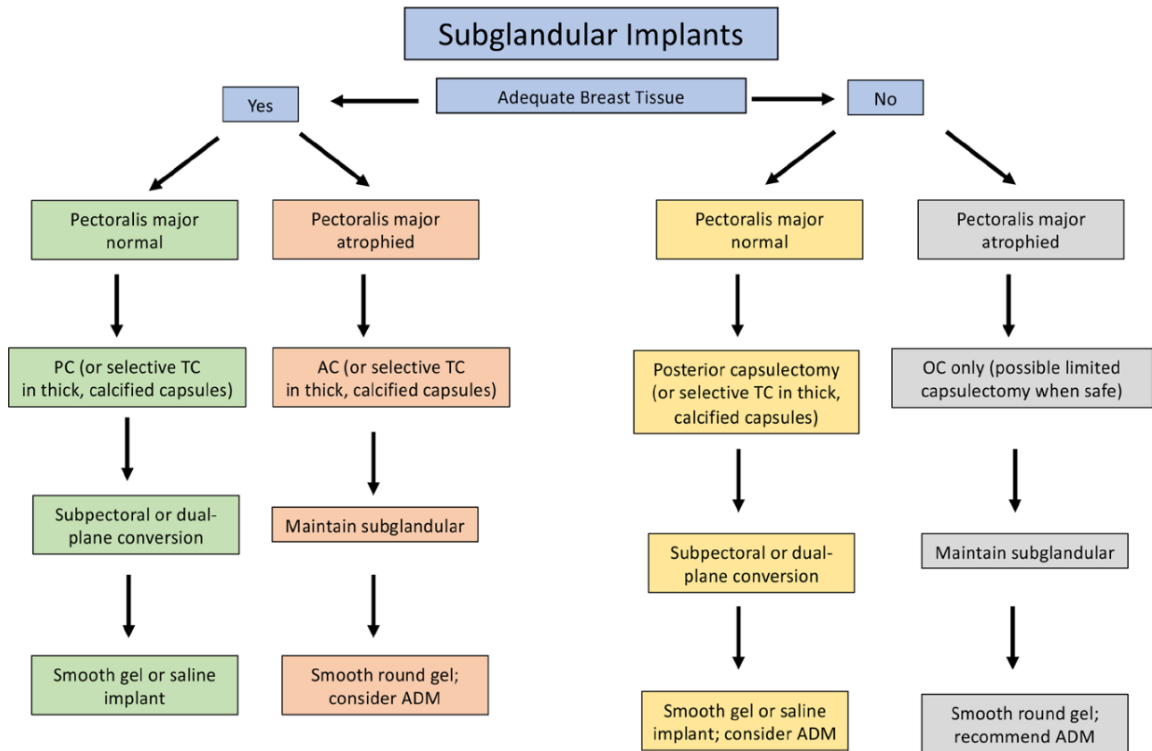 Subglandular Implants
Yes
Adequate Breast Tissue
No
Pectoralis major
normal
Pectoralis major
atrophied
Pectoralis major
normal
Pectoralis major
atrophied
PC (or selective TC
in thick, calcified capsules)
AC (or selective TC
in thick, calcified capsules)
Posterior capsulectomy
(or selective TC in thick,
calcified capsules)
OC only (possible limited
capsulectomy when safe)
Subpectoral or dual-
plane conversion
Maintain subglandular
Subpectoral or dual-
plane conversion
Maintain subglandular
Smooth gel or saline
implant
Smooth round gel;
consider ADM
Smooth gel or saline
implant; consider ADM
Smooth round gel;
recommend ADM